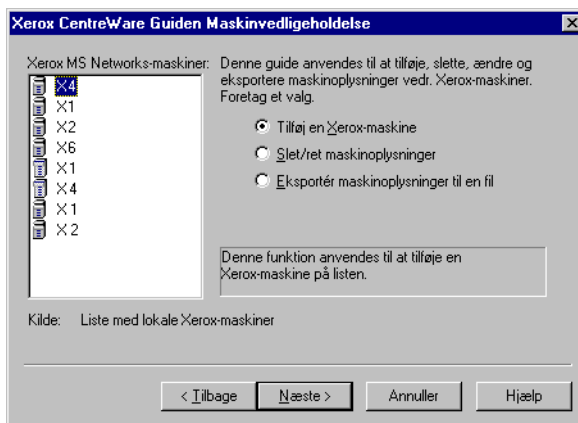 Xerox CentreWare Guiden Maskinvedligeholdelse
Xerox MS Networks-maskiner:
X4
X1
X2
X6
X1
X4
X1
X2
Denne guide anvendes til at tilføje, slette, ændre og
eksportere maskinoplysninger vedr. Xerox-maskiner.
Foretag et valg.
Tilføj en Xerox-maskine
Slet/ret maskinoplysninger
Eksportér maskinoplysninger til en fil
Denne funktion anvendes til at tilføje en
Xerox-maskine på listen.
Kilde: Liste med lokale Xerox-maskiner
< Tilbage
Næste >
Annuller
Hjælp